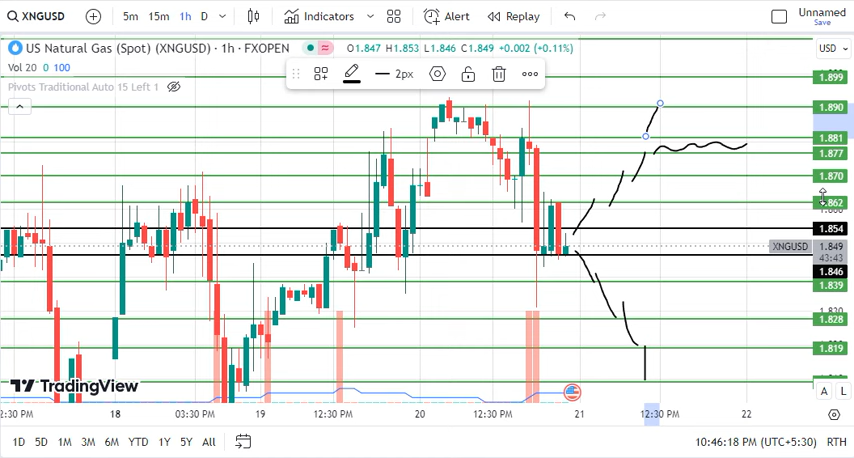 XNGUSD 5m 15m 1h D Indicators Alert Replay Unnamed
Save
US Natural Gas (Spot) (XNGUSD) · 1h · FXOPEN O1.847 H1.853 L1.846 C1.849 +0.002 (+0.11%) USD
Vol 20 0 100
2px
Pivots Traditional Auto 15 Left 1
1.899
1.890
1.881
1.877
1.870
1.862
1.854
XNGUSD 1.849
43:43
1.846
1.839
1.828
1.819
TradingView
A L
2:30 PM 18 03:30 PM 19 12:30 PM 20 12:30 PM 21 12:30 PM 22
1D 5D 1M 3M 6M YTD 1Y 5Y All 10:46:18 PM (UTC+5:30) RTH